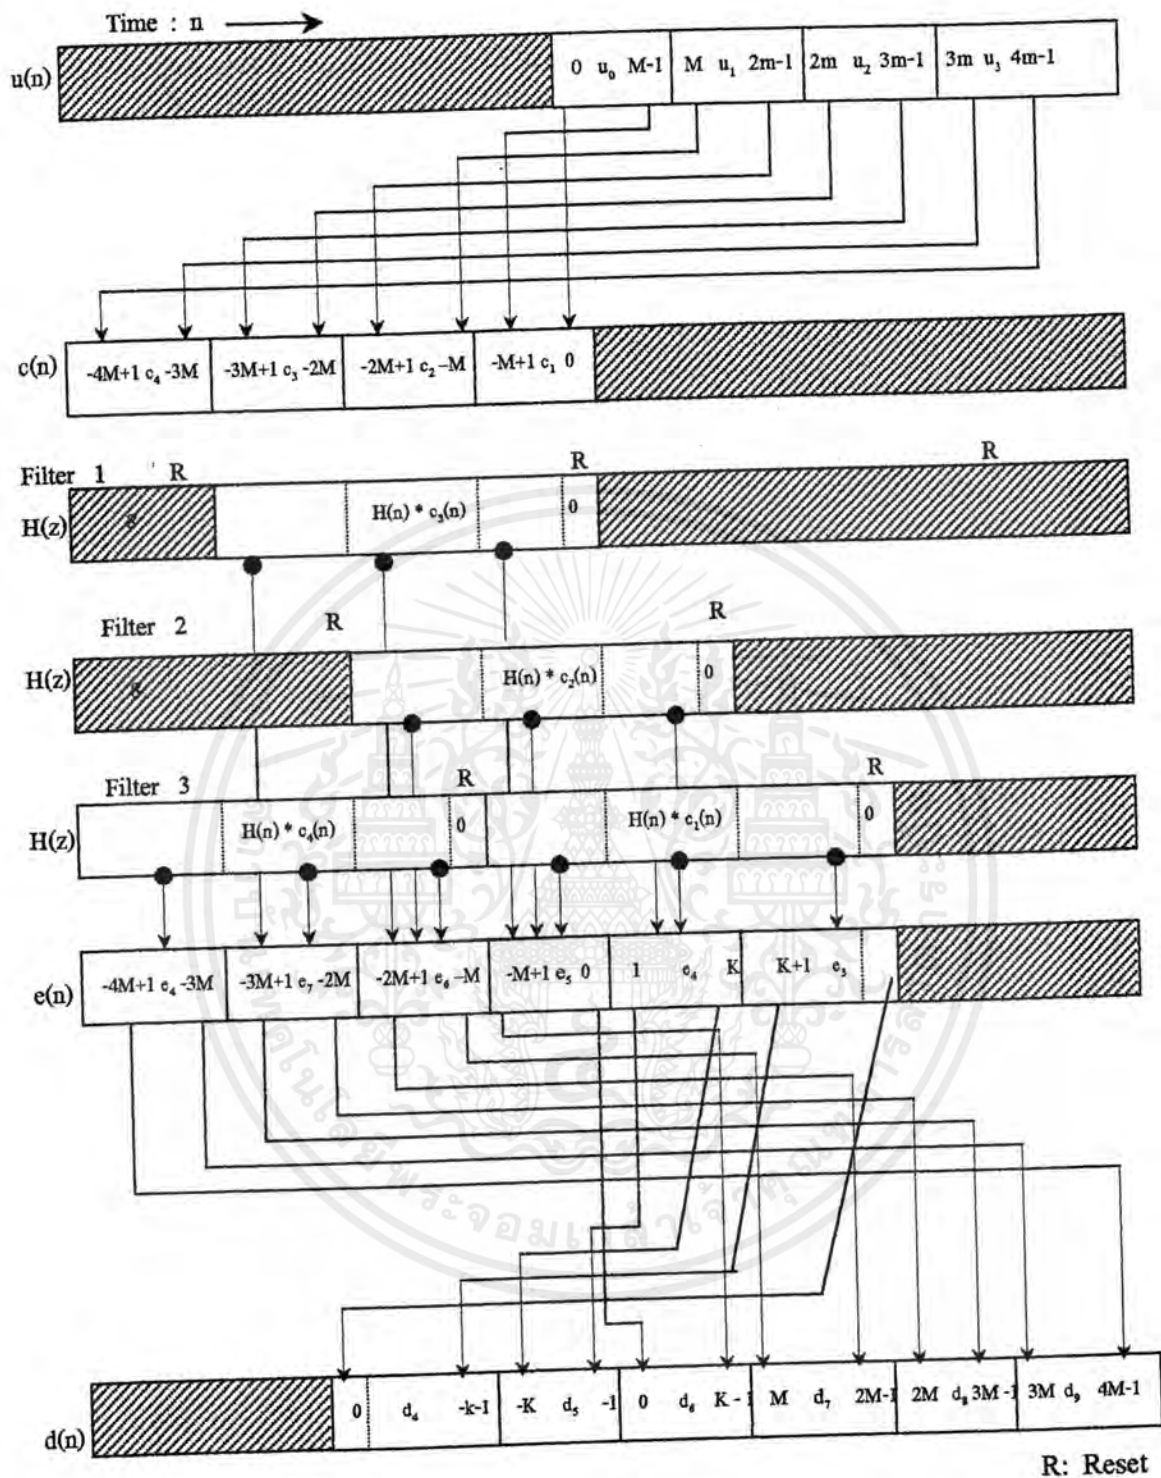 Time : n
u(n)
0 u₀ M-1 M u₁ 2m-1 2m u₂ 3m-1 3m u₃ 4m-1
c(n)
-4M+1 c₄ -3M -3M+1 c₃ -2M -2M+1 c₂ -M -M+1 c₁ 0
Filter 1 R R R
H(z)
H(n) * c₃(n) 0
Filter 2 R R
H(z)
H(n) * c₂(n) 0
Filter 3 R R
H(z)
H(n) * c₄(n) 0 H(n) * c₁(n) 0
e(n)
-4M+1 e₄ -3M -3M+1 e₇ -2M -2M+1 e₆ -M -M+1 e₅ 0 1 e₄ K K+1 e₃
d(n)
0 d₄ -k-1 -K d₅ -1 0 d₆ K - 1 M d₇ 2M-1 2M d₈ 3M -1 3M d₉ 4M-1
R: Reset